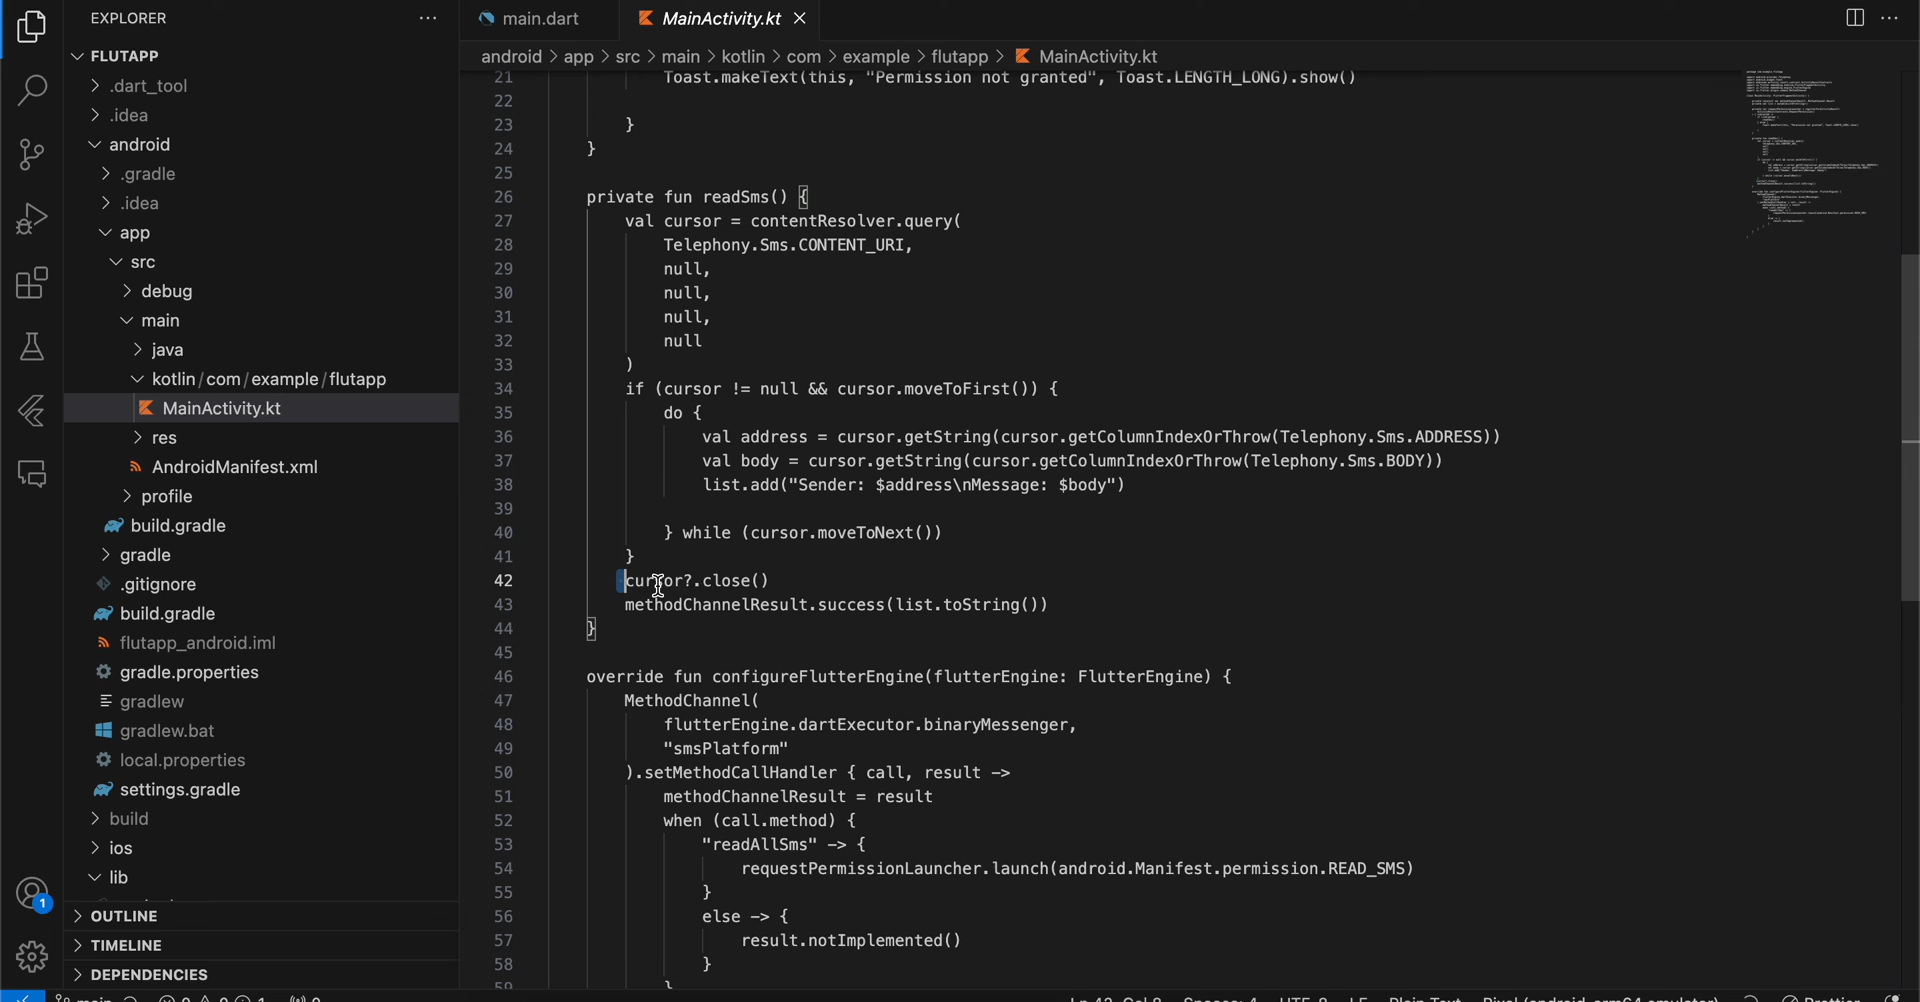 EXPLORER
FLUTAPP
.dart_tool
.idea
android
.gradle
.idea
app
src
debug
main
java
kotlin/com/example/flutapp
MainActivity.kt
res
AndroidManifest.xml
profile
build.gradle
gradle
.gitignore
build.gradle
flutapp_android.iml
gradle.properties
gradlew
gradlew.bat
local.properties
settings.gradle
build
ios
lib
OUTLINE
TIMELINE
DEPENDENCIES
1
main.dart
MainActivity.kt
android > app > src > main > kotlin > com > example > flutapp > MainActivity.kt
21 Toast.makeText(this, "Permission not granted", Toast.LENGTH_LONG).show()
22
23 }
24 }
25
26 private fun readSms() {
27 val cursor = contentResolver.query(
28 Telephony.Sms.CONTENT_URI,
29 null,
30 null,
31 null,
32 null
33 )
34 if (cursor != null && cursor.moveToFirst()) {
35 do {
36 val address = cursor.getString(cursor.getColumnIndexOrThrow(Telephony.Sms.ADDRESS))
37 val body = cursor.getString(cursor.getColumnIndexOrThrow(Telephony.Sms.BODY))
38 list.add("Sender: $address\nMessage: $body")
39
40 } while (cursor.moveToNext())
41 }
42 cursor?.close()
43 methodChannelResult.success(list.toString())
44 }
45
46 override fun configureFlutterEngine(flutterEngine: FlutterEngine) {
47 MethodChannel(
48 flutterEngine.dartExecutor.binaryMessenger,
49 "smsPlatform"
50 ).setMethodCallHandler { call, result ->
51 methodChannelResult = result
52 when (call.method) {
53 "readAllSms" -> {
54 requestPermissionLauncher.launch(android.Manifest.permission.READ_SMS)
55 }
56 else -> {
57 result.notImplemented()
58 }
59 }